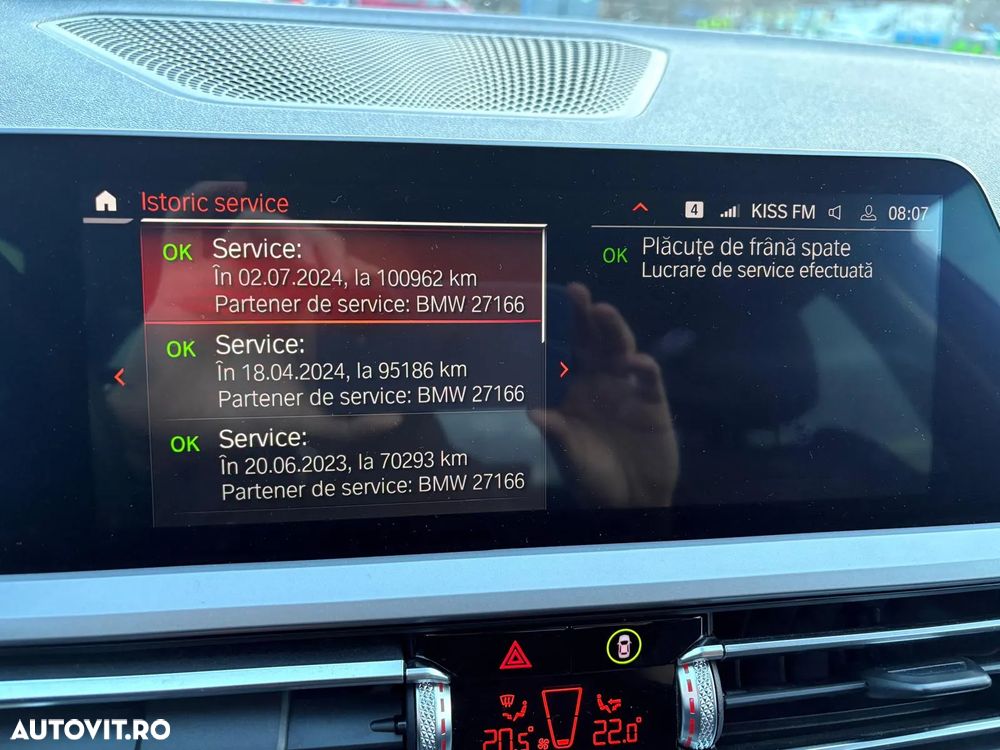 Istoric service
4 KISS FM 08:07
OK Service:
În 02.07.2024, la 100962 km
Partener de service: BMW 27166
OK Service:
În 18.04.2024, la 95186 km
Partener de service: BMW 27166
OK Service:
În 20.06.2023, la 70293 km
Partener de service: BMW 27166
OK Plăcuțe de frână spate
Lucrare de service efectuată
20.5° 22.0°
AUTOVIT.RO